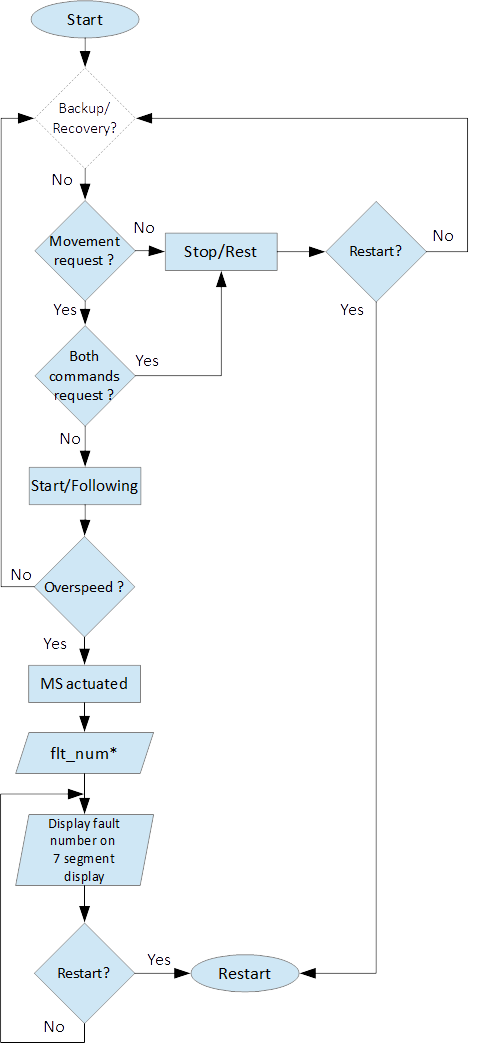 Start
Backup/
Recovery?
No
Movement
request ?
No
Stop/Rest
Restart?
No
Yes
Yes
Both
commands
request ?
Yes
No
Start/Following
Overspeed ?
No
Yes
MS actuated
flt_num*
Display fault
number on
7 segment
display
Restart?
Yes
Restart
No